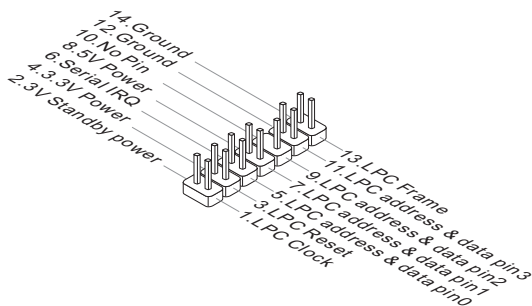 14.Ground
12.Ground
10.No Pin
8.5V Power
6.Serial IRQ
4.3.3V Power
2.3V Standby power
13.LPC Frame
11.LPC address & data pin3
9.LPC address & data pin2
7.LPC address & data pin1
5.LPC address & data pin0
3.LPC Reset
1.LPC Clock